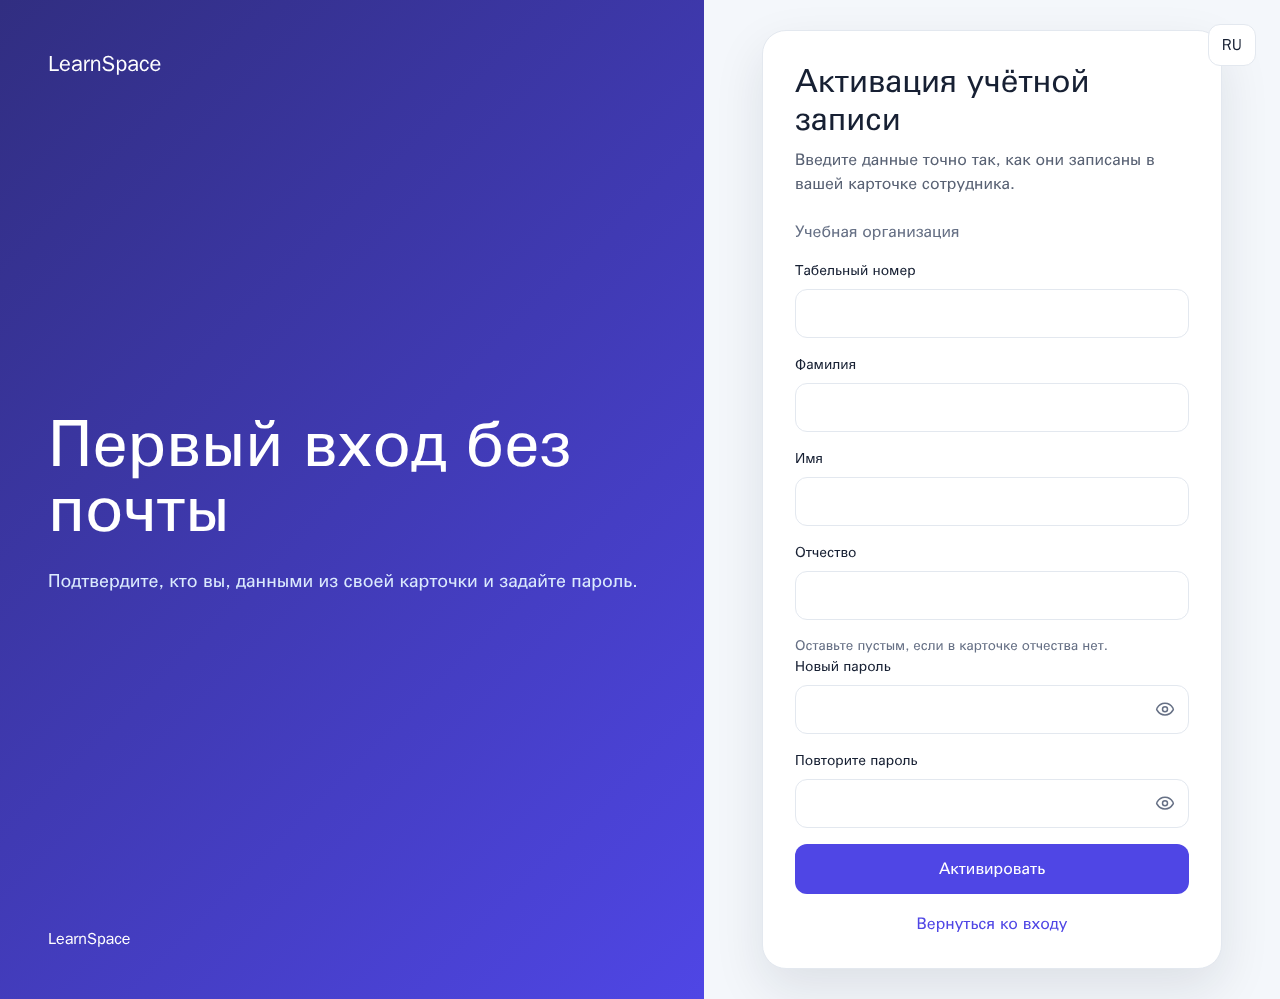 LearnSpace
Первый вход без
почты
Подтвердите, кто вы, данными из своей карточки и задайте пароль.
LearnSpace
RU
Активация учётной
записи
Введите данные точно так, как они записаны в
вашей карточке сотрудника.
Учебная организация
Табельный номер
Фамилия
Имя
Отчество
Оставьте пустым, если в карточке отчества нет.
Новый пароль
Повторите пароль
Активировать
Вернуться ко входу